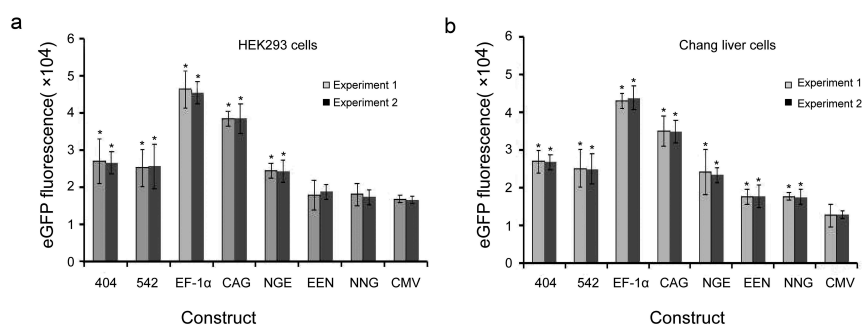 a
HEK293 cells
eGFP fluorescence( ×104)
6
5
4
3
2
1
0
Experiment 1
Experiment 2
* * * * * * * * * *
404 542 EF-1α CAG NGE EEN NNG CMV
Construct
b
Chang liver cells
eGFP fluorescence( ×104)
6
5
4
3
2
1
0
Experiment 1
Experiment 2
* * * * * * * * * * * * * *
404 542 EF-1α CAG NGE EEN NNG CMV
Construct